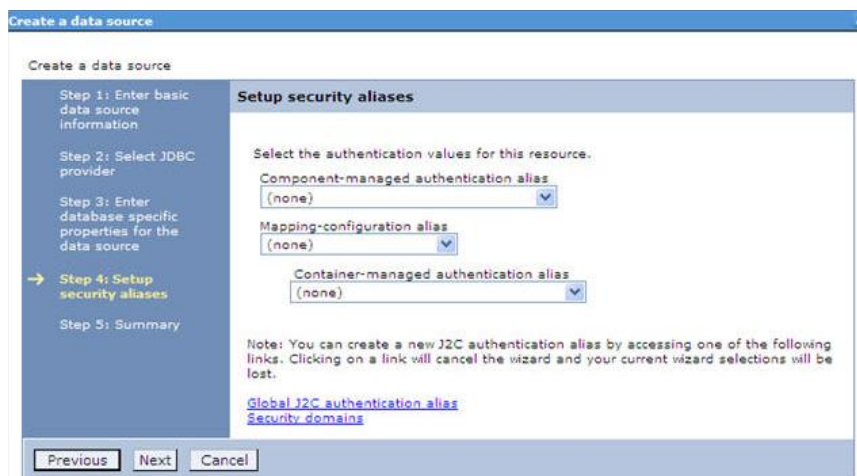 Create a data source
Create a data source
Step 1: Enter basic
data source
information
Step 2: Select JDBC
provider
Step 3: Enter
database specific
properties for the
data source
Step 4: Setup
security aliases
Step 5: Summary
Setup security aliases
Select the authentication values for this resource.
Component-managed authentication alias
(none)
Mapping-configuration alias
(none)
Container-managed authentication alias
(none)
Note: You can create a new J2C authentication alias by accessing one of the following
links. Clicking on a link will cancel the wizard and your current wizard selections will be
lost.
Global J2C authentication alias
Security domains
Previous Next Cancel